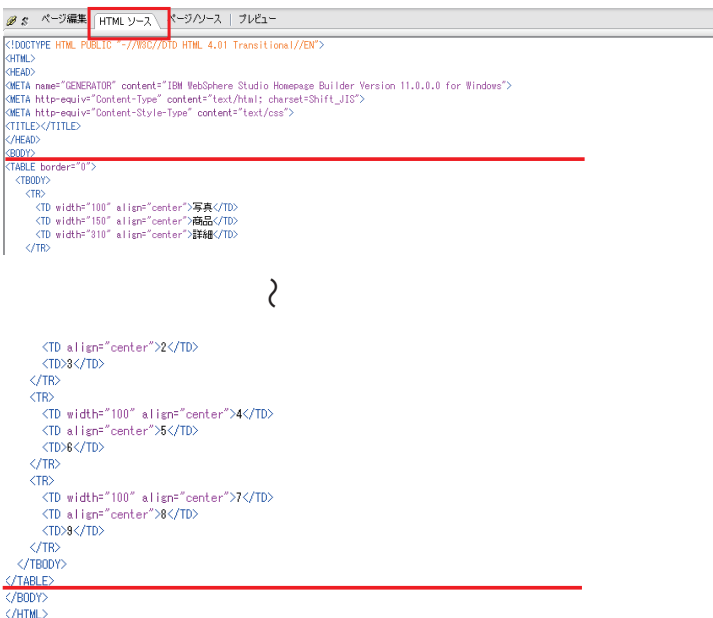 ページ編集 HTML ソース ページ/ソース プレビュー
<!DOCTYPE HTML PUBLIC "-//W3C//DTD HTML 4.01 Transitional//EN">
<HTML>
<HEAD>
<META name="GENERATOR" content="IBM WebSphere Studio Homepage Builder Version 11.0.0.0 for Windows">
<META http-equiv="Content-Type" content="text/html; charset=Shift_JIS">
<META http-equiv="Content-Style-Type" content="text/css">
<TITLE></TITLE>
</HEAD>
<BODY>
<TABLE border="0">
<TBODY>
<TR>
<TD width="100" align="center">写真</TD>
<TD width="150" align="center">商品</TD>
<TD width="310" align="center">詳細</TD>
</TR>
〜
<TD align="center">2</TD>
<TD>3</TD>
</TR>
<TR>
<TD width="100" align="center">4</TD>
<TD align="center">5</TD>
<TD>6</TD>
</TR>
<TR>
<TD width="100" align="center">7</TD>
<TD align="center">8</TD>
<TD>9</TD>
</TR>
</TBODY>
</TABLE>
</BODY>
</HTML>